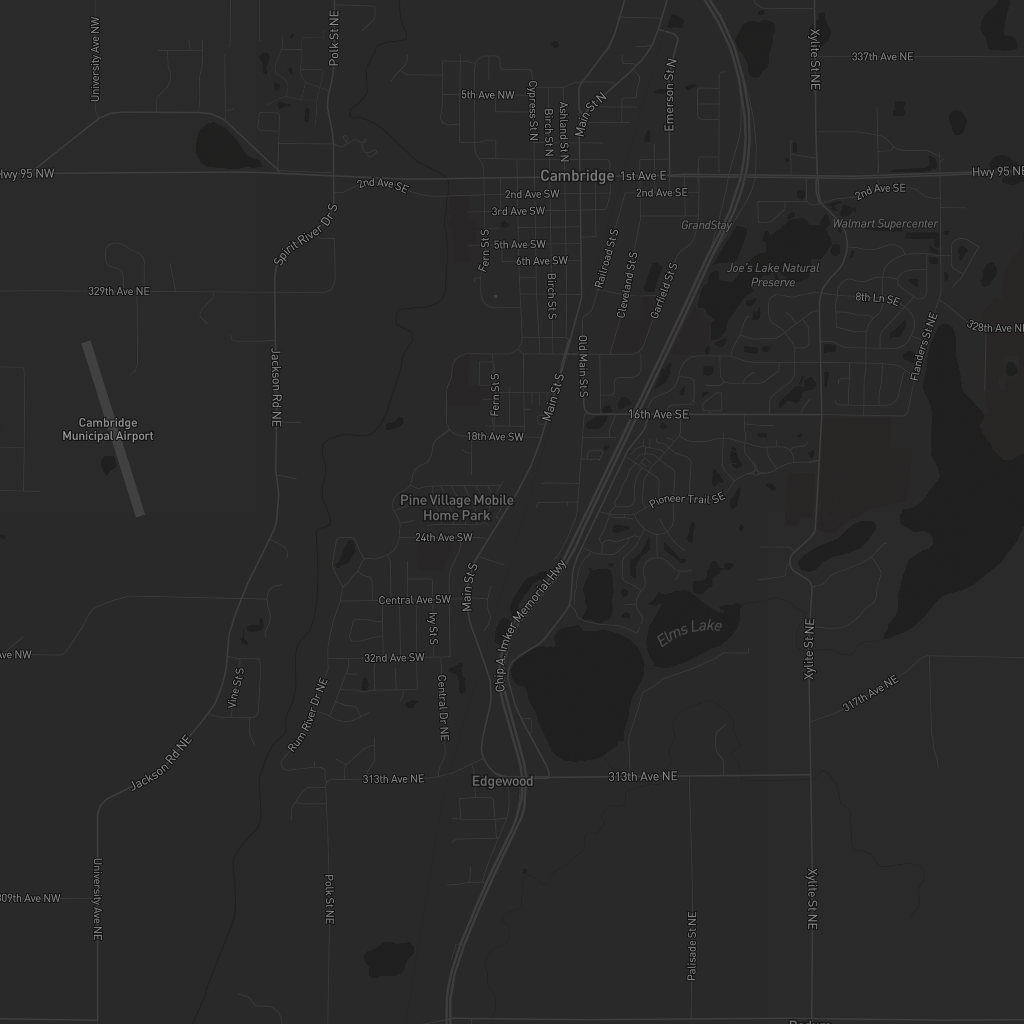 University Ave NW
Polk St NE
Xylite St NE
337th Ave NE
5th Ave NW
Cypress St N
Birch St N
Ashland St N
Main St N
Emerson St N
Hwy 95 NW
Cambridge
1st Ave E
Hwy 95 NE
2nd Ave SE
2nd Ave SW
2nd Ave SE
2nd Ave SE
3rd Ave SW
GrandStay
Walmart Supercenter
Spirit River Dr S
Fern St S
5th Ave SW
6th Ave SW
Railroad St S
Cleveland St S
Garfield St S
Joe's Lake Natural
Preserve
329th Ave NE
Birch St S
8th Ln SE
328th Ave NE
Flanders St NE
Jackson Rd NE
Old Main St S
Fern St S
Main St S
16th Ave SE
Cambridge
Municipal Airport
18th Ave SW
Pine Village Mobile
Home Park
Pioneer Trail SE
24th Ave SW
Main St S
Chip A. Imker Memorial Hwy
Central Ave SW
Ivy St S
Elms Lake
Xylite St NE
Ave NW
32nd Ave SW
Vine St S
Central Dr NE
317th Ave NE
Rum River Dr NE
Jackson Rd NE
313th Ave NE
Edgewood
313th Ave NE
University Ave NE
309th Ave NW
Polk St NE
Xylite St NE
Palisade St NE